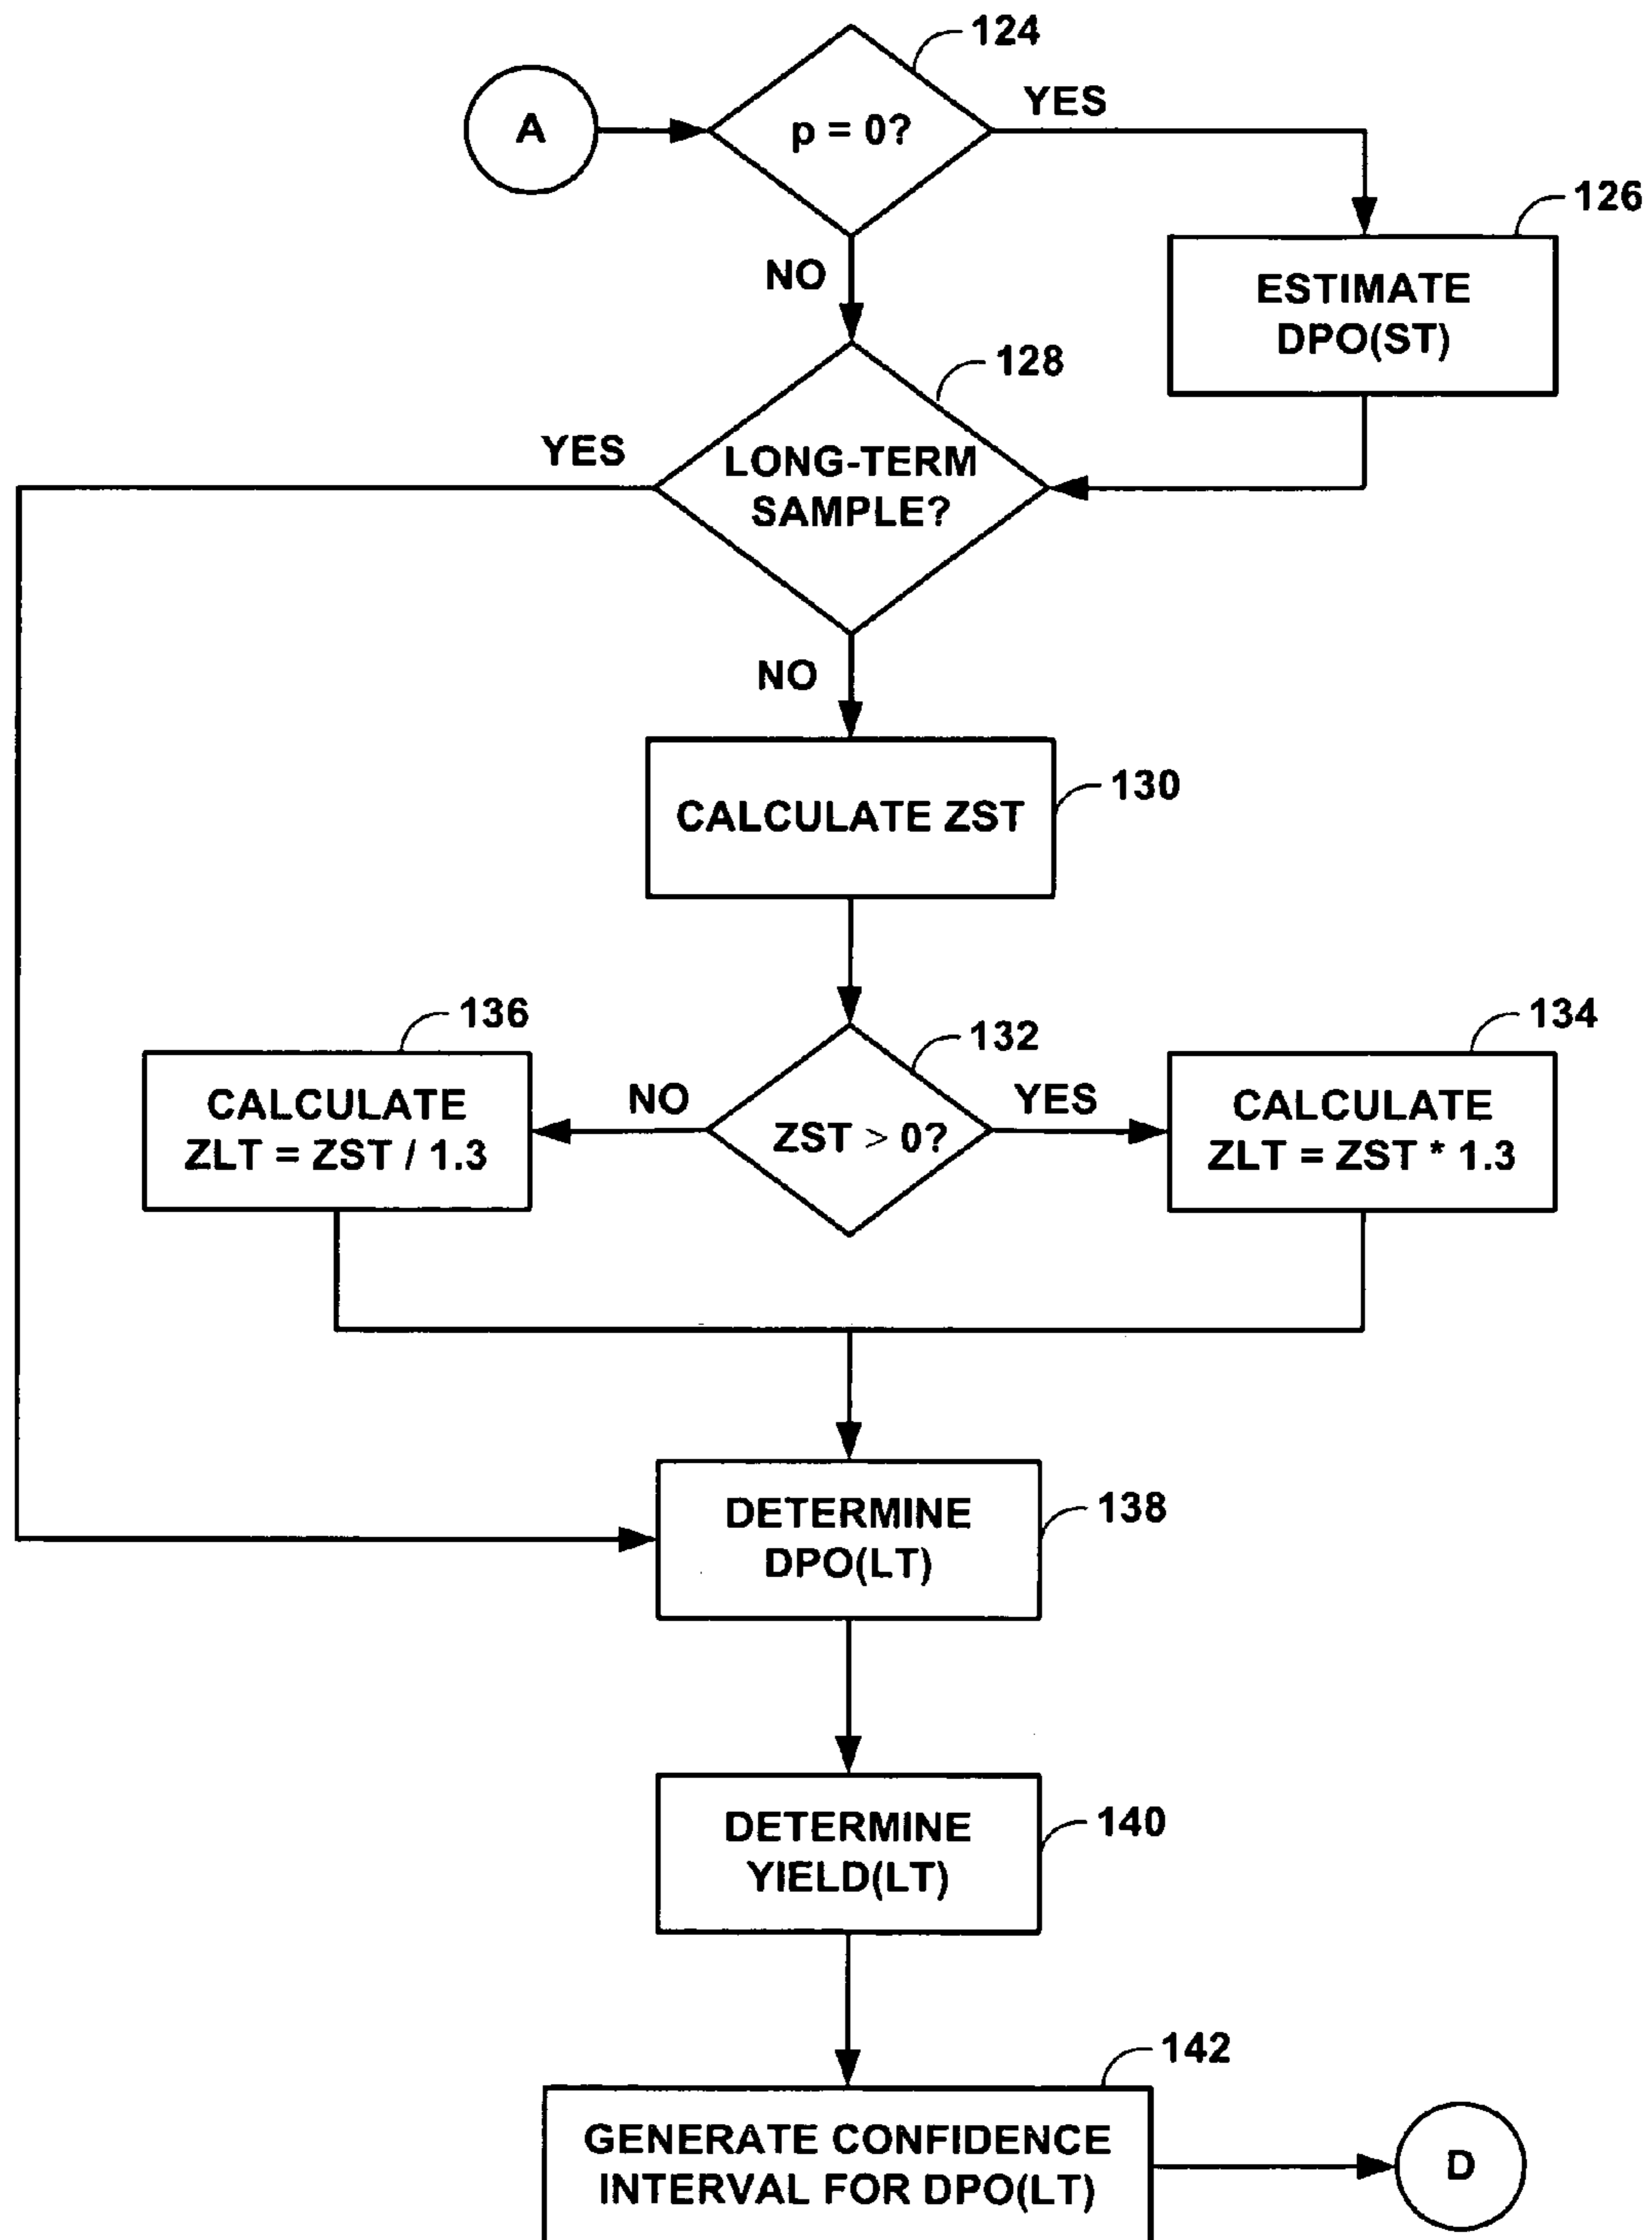 124
A
p = 0?
YES
126
ESTIMATE
DPO(ST)
NO
128
YES
LONG-TERM
SAMPLE?
NO
130
CALCULATE ZST
136
132
134
CALCULATE
ZLT = ZST / 1.3
NO
ZST > 0?
YES
CALCULATE
ZLT = ZST * 1.3
DETERMINE
DPO(LT)
138
DETERMINE
YIELD(LT)
140
142
GENERATE CONFIDENCE
INTERVAL FOR DPO(LT)
D